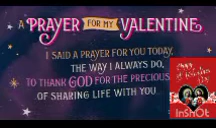 A PRAYER FOR MY VALENTINE
I SAID A PRAYER FOR YOU TODAY,
THE WAY I ALWAYS DO,
TO THANK GOD FOR THE PRECIOUS
OF SHARING LIFE WITH YOU
InShOt